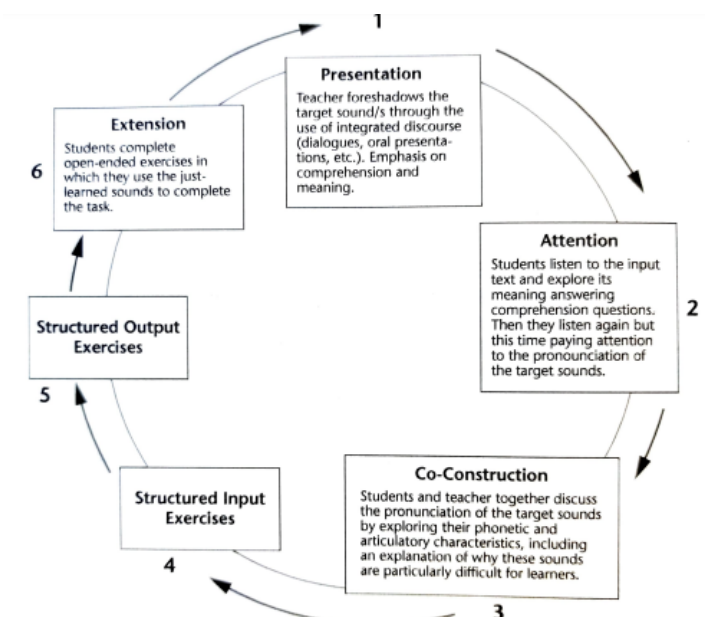 1
Presentation
Teacher foreshadows the
target sound/s through the
use of integrated discourse
(dialogues, oral presenta-
tions, etc.). Emphasis on
comprehension and
meaning.
Attention
Students listen to the input
text and explore its
meaning answering
comprehension questions.
Then they listen again but
this time paying attention
to the pronounciation of
the target sounds.
2
Co-Construction
Students and teacher together discuss
the pronunciation of the target sounds
by exploring their phonetic and
articulatory characteristics, including
an explanation of why these sounds
are particularly difficult for learners.
3
Structured Input
Exercises
4
Structured Output
Exercises
5
Extension
Students complete
open-ended exercises in
which they use the just-
learned sounds to complete
the task.
6